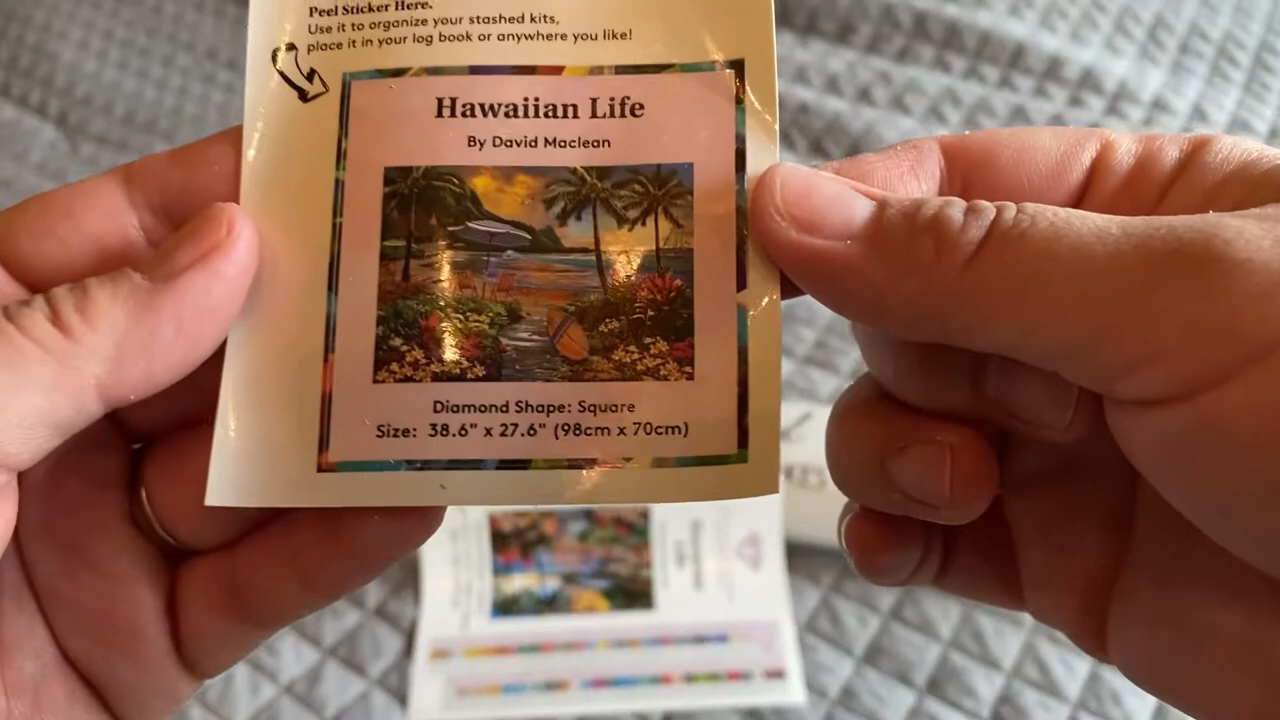 Peel Sticker Here.
Use it to organize your stashed kits,
place it in your log book or anywhere you like!
Hawaiian Life
By David Maclean
Diamond Shape: Square
Size: 38.6" x 27.6" (98cm x 70cm)